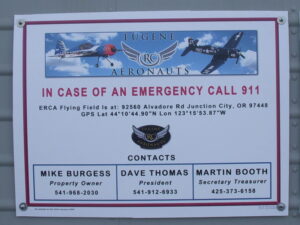 EUGENE
RC
AERONAUTS
IN CASE OF AN EMERGENCY CALL 911
ERCA Flying Field is at: 92560 Alvadore Rd Junction City, OR 97448
GPS Lat 44°10'44.90"N Lon 123°15'53.87"W
CONTACTS
MIKE BURGESS
Property Owner
541-968-2030
DAVE THOMAS
President
541-912-6933
MARTIN BOOTH
Secretary Treasurer
425-373-6158